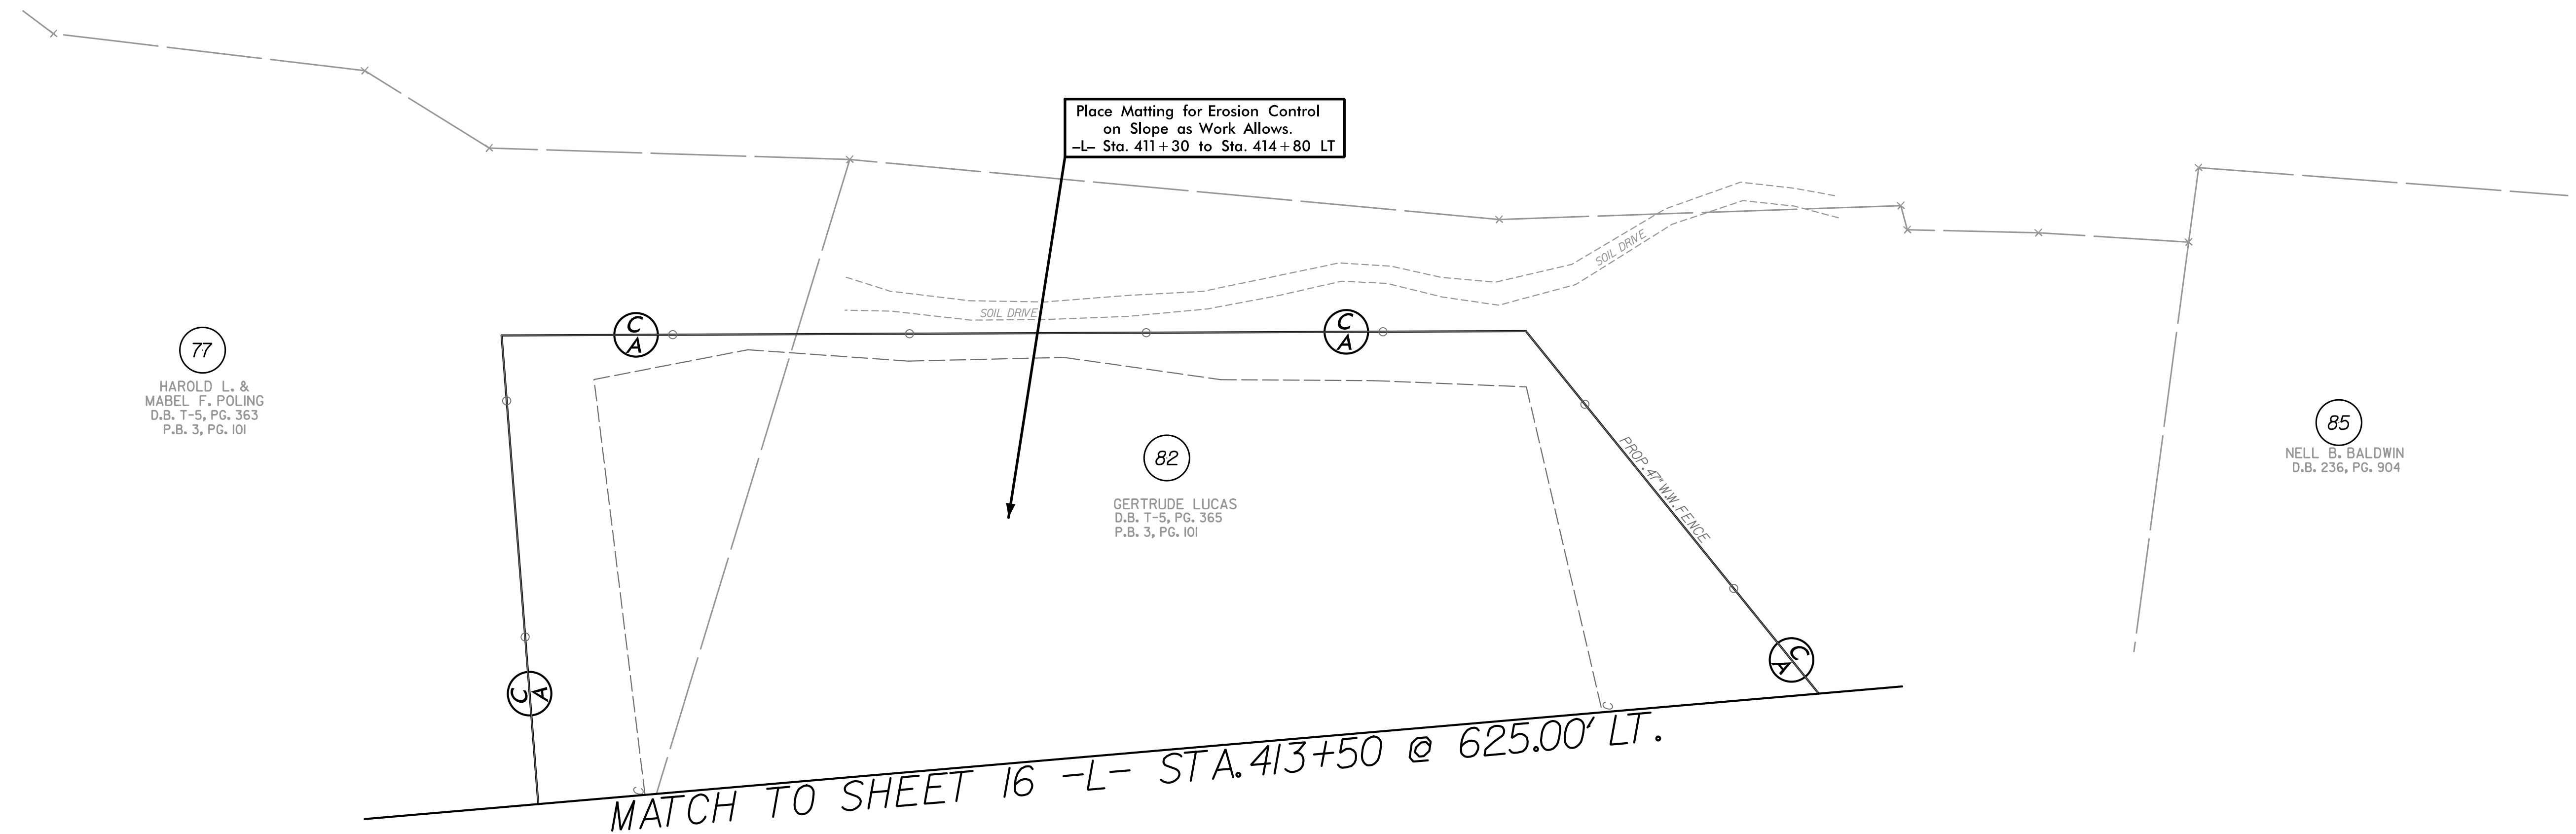 Place Matting for Erosion Control
on Slope as Work Allows.
-L- Sta. 411+30 to Sta. 414+80 LT
SOIL DRIVE
SOIL DRIVE
C
A
C
A
77
HAROLD L. &
MABEL F. POLING
D.B. T-5, PG. 363
P.B. 3, PG. 101
82
GERTRUDE LUCAS
D.B. T-5, PG. 365
P.B. 3, PG. 101
PROP. 47" W.W. FENCE
85
NELL B. BALDWIN
D.B. 236, PG. 904
C
A
C
A
C
C
MATCH TO SHEET 16 -L- STA. 413+50 @ 625.00' LT.